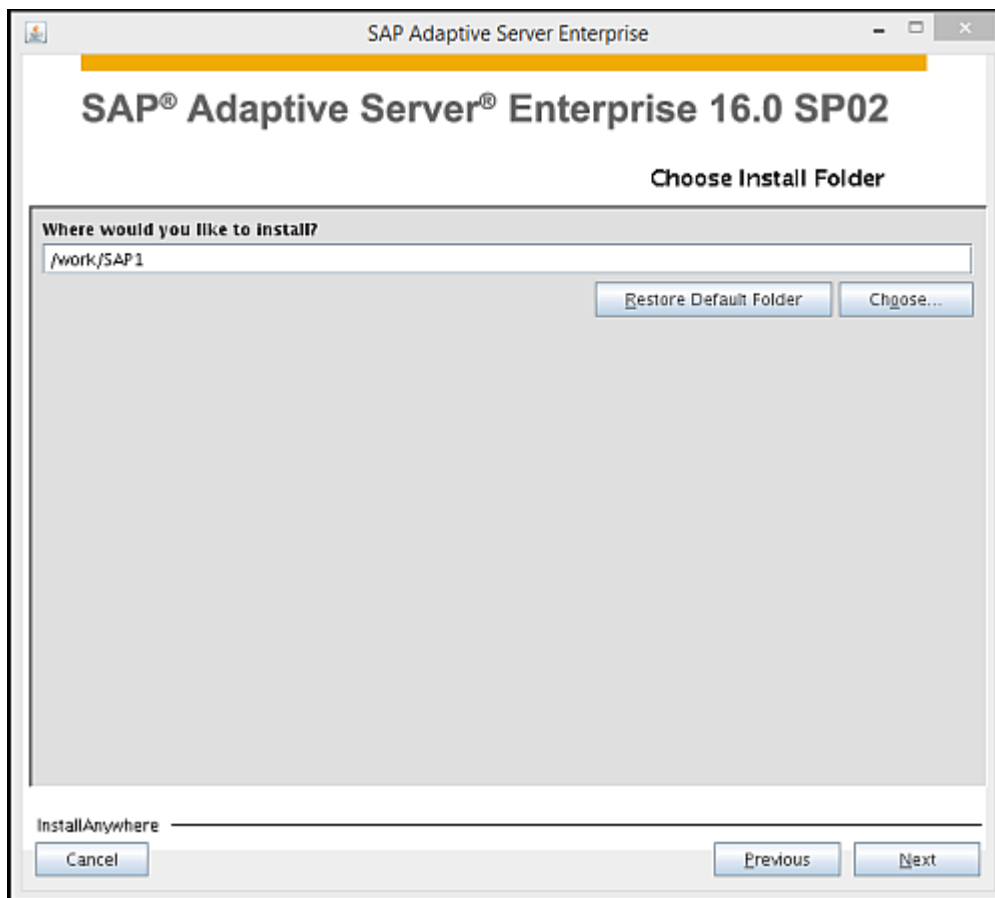 SAP Adaptive Server Enterprise
SAP® Adaptive Server® Enterprise 16.0 SP02
Choose Install Folder
Where would you like to install?
/work/SAP1
Restore Default Folder Choose...
InstallAnywhere
Cancel Previous Next